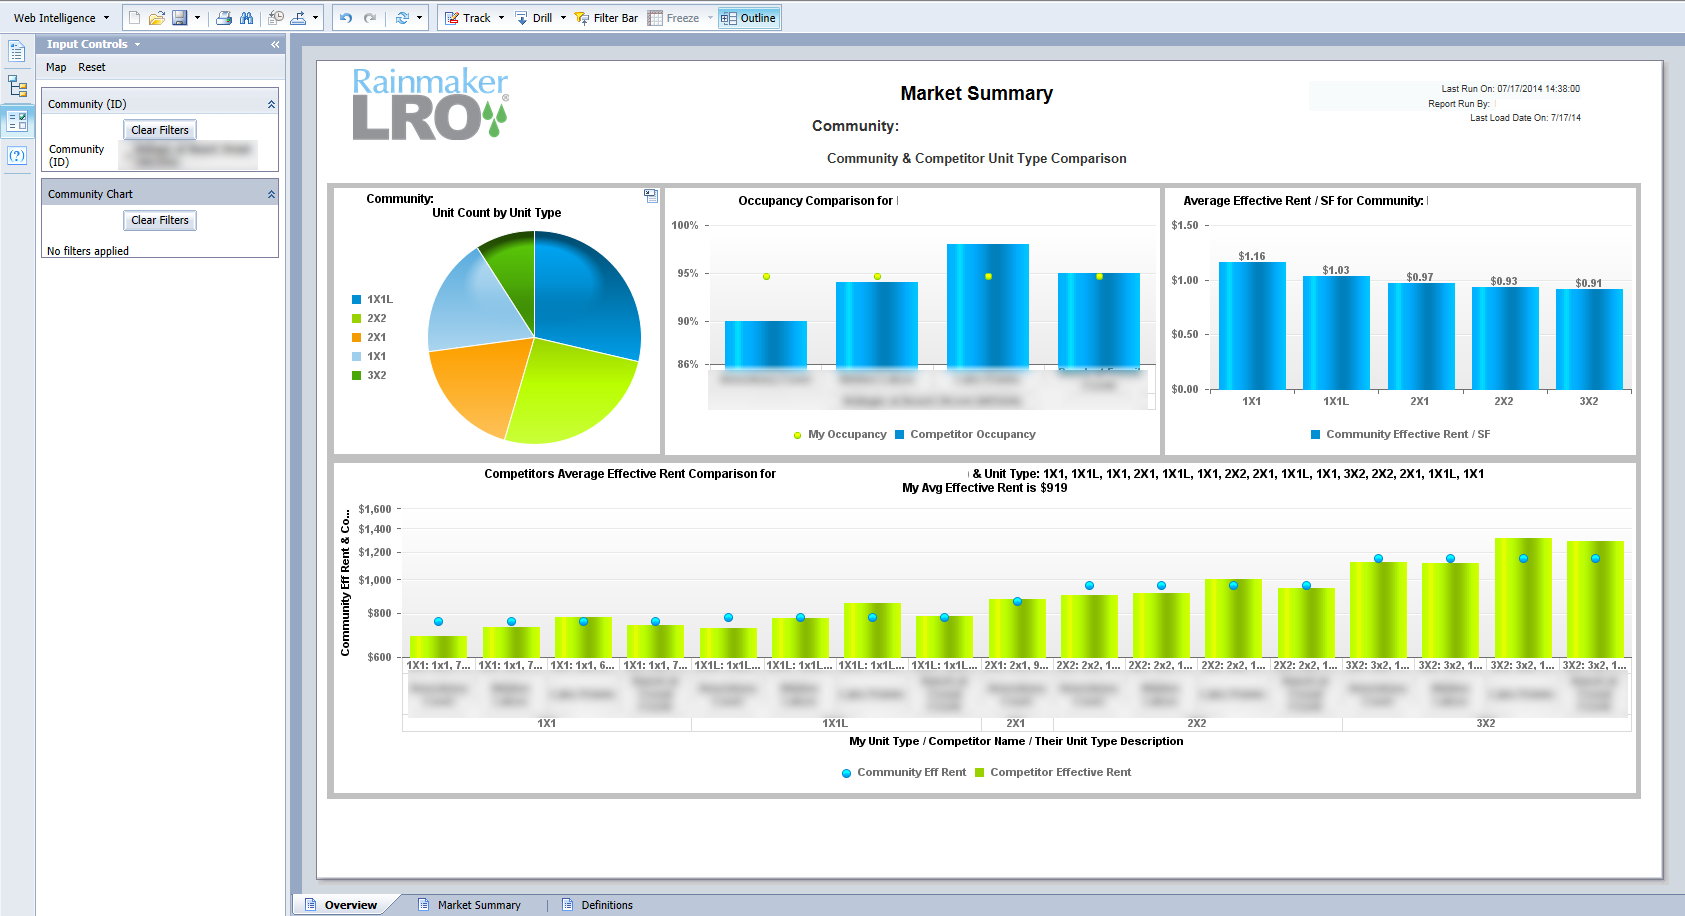 Web Intelligence
Track
Drill
Filter Bar
Freeze
Outline
Input Controls
Map Reset
Community (ID)
Clear Filters
Community
(ID)
Community Chart
Clear Filters
No filters applied
Rainmaker
LRO®
Market Summary
Community:
Community & Competitor Unit Type Comparison
Last Run On: 07/17/2014 14:38:00
Report Run By:
Last Load Date On: 7/17/14
Community:
Unit Count by Unit Type
1X1L
2X2
2X1
1X1
3X2
Occupancy Comparison for
100%
95%
90%
86%
My Occupancy
Competitor Occupancy
Average Effective Rent / SF for Community:
$1.50
$1.00
$0.50
$0.00
$1.16
$1.03
$0.97
$0.93
$0.91
1X1
1X1L
2X1
2X2
3X2
Community Effective Rent / SF
Competitors Average Effective Rent Comparison for & Unit Type: 1X1, 1X1L, 1X1, 2X1, 1X1L, 1X1, 2X2, 2X1, 1X1L, 1X1, 3X2, 2X2, 2X1, 1X1L, 1X1
My Avg Effective Rent is $919
Community Eff Rent & Co...
$1,600
$1,400
$1,200
$1,000
$800
$600
1X1: 1x1, 7...
1X1: 1x1, 7...
1X1: 1x1, 6...
1X1: 1x1, 7...
1X1L: 1x1L...
1X1L: 1x1L...
1X1L: 1x1L...
1X1L: 1x1L...
2X1: 2x1, 9...
2X2: 2x2, 1...
2X2: 2x2, 1...
2X2: 2x2, 1...
2X2: 2x2, 1...
3X2: 3x2, 1...
3X2: 3x2, 1...
3X2: 3x2, 1...
3X2: 3x2, 1...
1X1
1X1L
2X1
2X2
3X2
My Unit Type / Competitor Name / Their Unit Type Description
Community Eff Rent
Competitor Effective Rent
Overview
Market Summary
Definitions